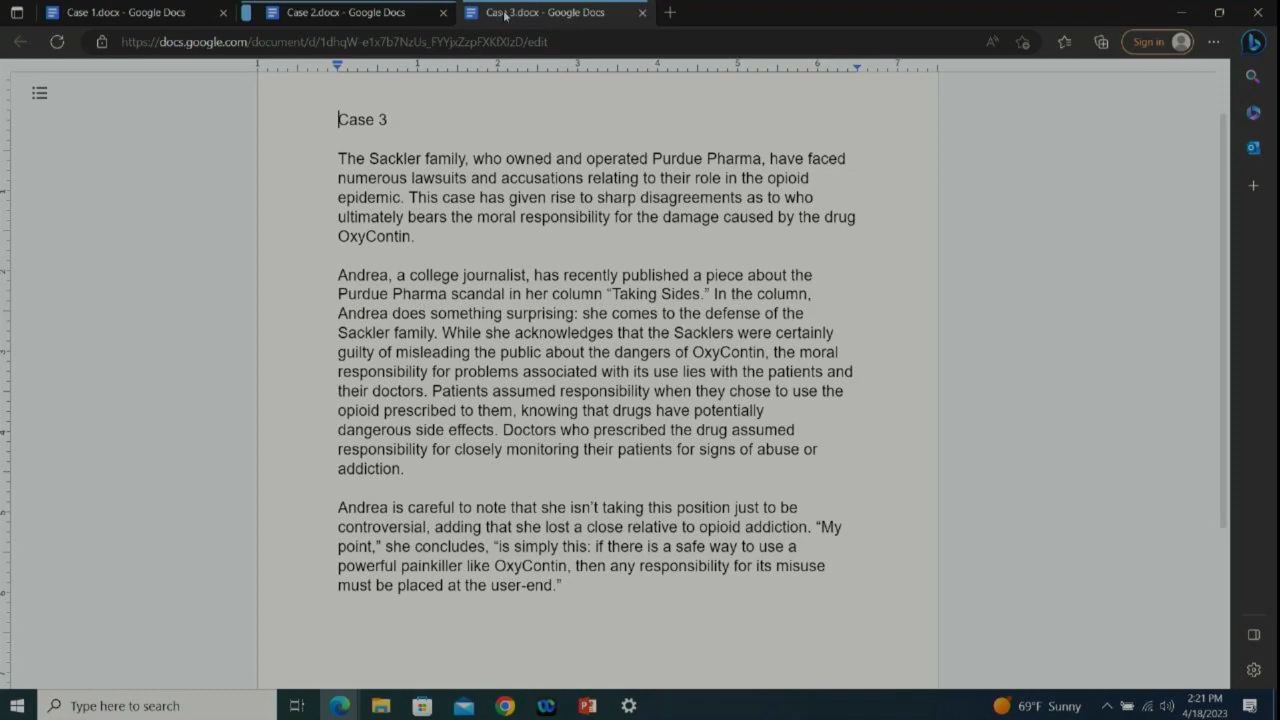 Case 1.docx - Google Docs
Case 2.docx - Google Docs
Case 3.docx - Google Docs
Sign in
Case 3
The Sackler family, who owned and operated Purdue Pharma, have faced
numerous lawsuits and accusations relating to their role in the opioid
epidemic. This case has given rise to sharp disagreements as to who
ultimately bears the moral responsibility for the damage caused by the drug
OxyContin.
Andrea, a college journalist, has recently published a piece about the
Purdue Pharma scandal in her column “Taking Sides.” In the column,
Andrea does something surprising: she comes to the defense of the
Sackler family. While she acknowledges that the Sacklers were certainly
guilty of misleading the public about the dangers of OxyContin, the moral
responsibility for problems associated with its use lies with the patients and
their doctors. Patients assumed responsibility when they chose to use the
opioid prescribed to them, knowing that drugs have potentially
dangerous side effects. Doctors who prescribed the drug assumed
responsibility for closely monitoring their patients for signs of abuse or
addiction.
Andrea is careful to note that she isn’t taking this position just to be
controversial, adding that she lost a close relative to opioid addiction. “My
point,” she concludes, “is simply this: if there is a safe way to use a
powerful painkiller like OxyContin, then any responsibility for its misuse
must be placed at the user-end.”
Type here to search
69°F Sunny
2:21 PM
4/18/2023